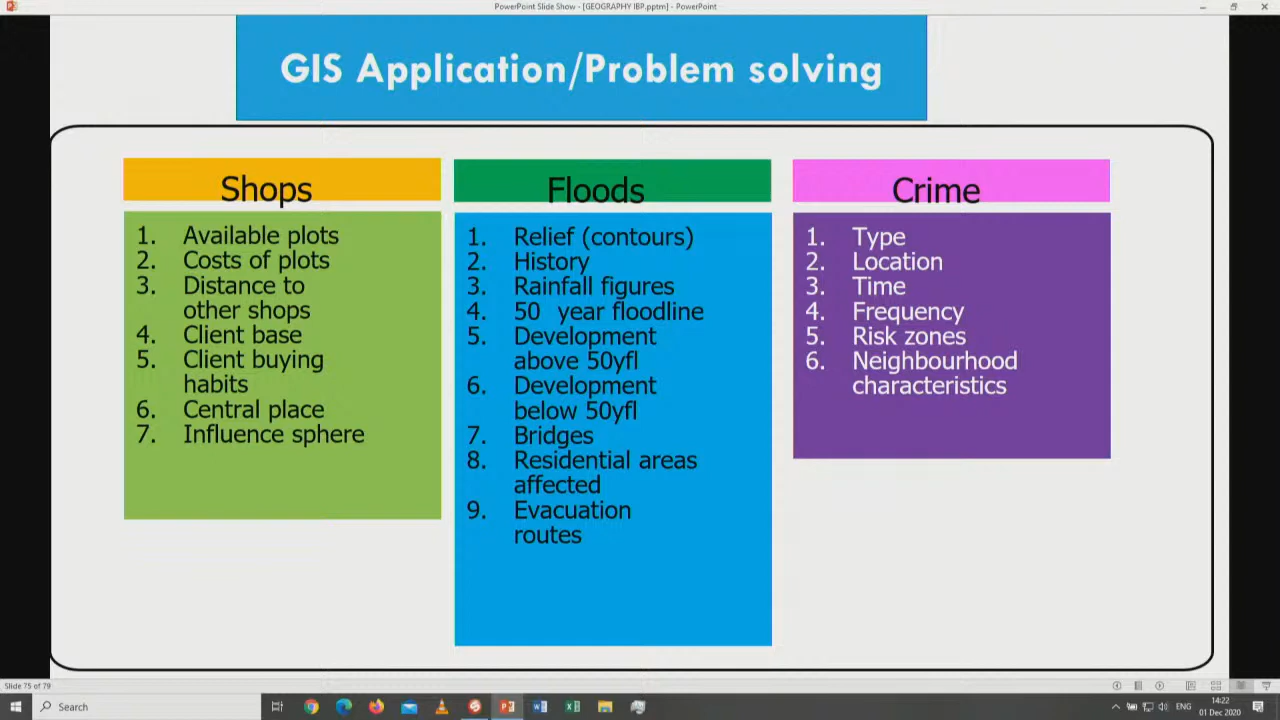 PowerPoint Slide Show - [GEOGRAPHY IBP.pptm] - PowerPoint
GIS Application/Problem solving
Shops
1. Available plots
2. Costs of plots
3. Distance to
other shops
4. Client base
5. Client buying
habits
6. Central place
7. Influence sphere
Floods
1. Relief (contours)
2. History
3. Rainfall figures
4. 50 year floodline
5. Development
above 50yfl
6. Development
below 50yfl
7. Bridges
8. Residential areas
affected
9. Evacuation
routes
Crime
1. Type
2. Location
3. Time
4. Frequency
5. Risk zones
6. Neighbourhood
characteristics
Slide 75 of 79
Search
ENG
14:22
01 Dec 2020